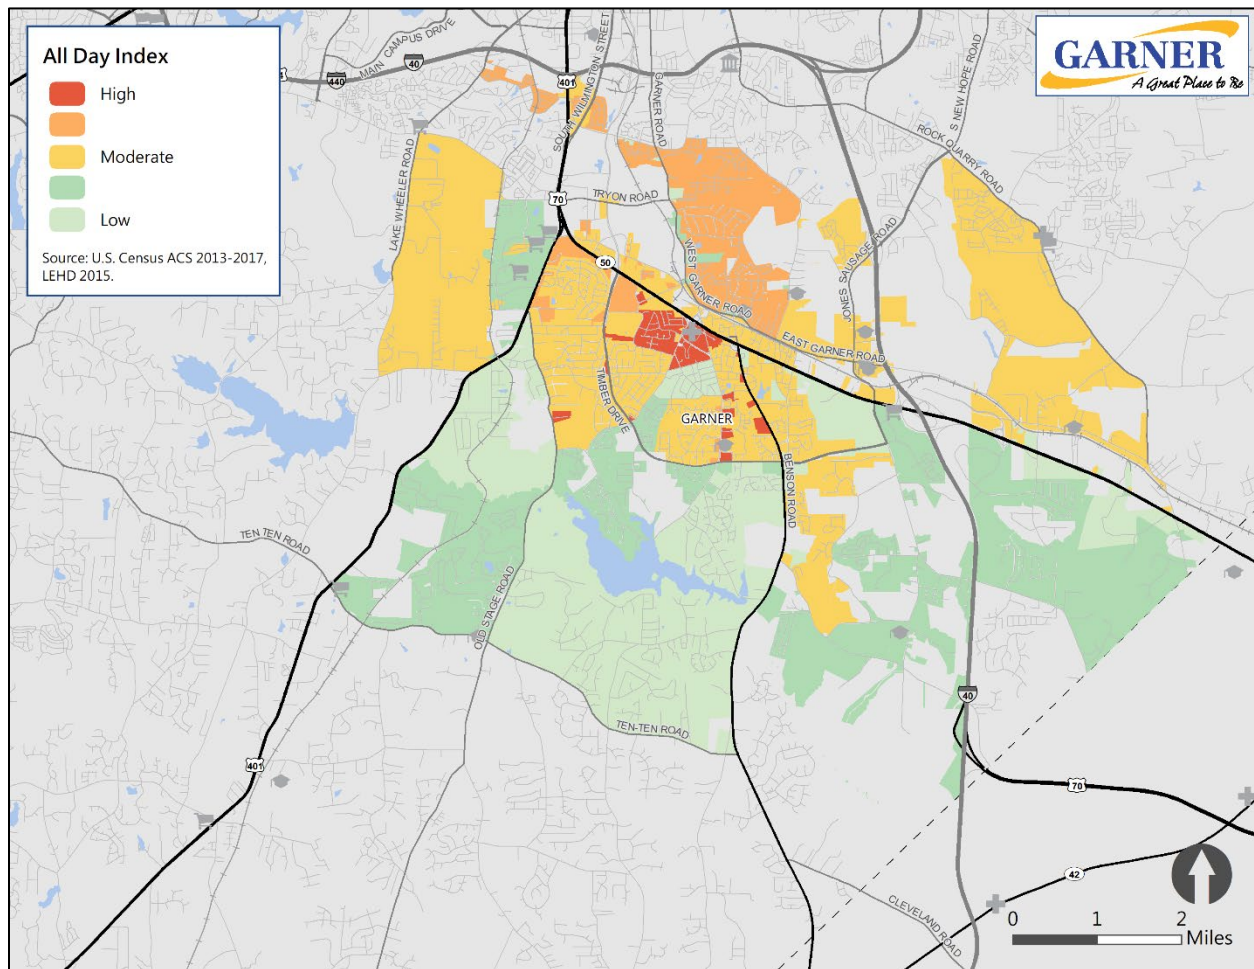 All Day Index
High
Moderate
Low
Source: U.S. Census ACS 2013-2017,
LEHD 2015.
GARNER
A Great Place to Be
MAIN CAMPUS DRIVE
40
440
401
SOUTH WILMINGTON STREET
GARNER ROAD
S NEW HOPE ROAD
ROCK QUARRY ROAD
LAKE WHEELER ROAD
70
TRYON ROAD
50
WEST GARNER ROAD
JONES SAUSAGE ROAD
EAST GARNER ROAD
TIMBER DRIVE
GARNER
BENSON ROAD
TEN TEN ROAD
OLD STAGE ROAD
TEN-TEN ROAD
40
401
70
42
CLEVELAND ROAD
0 1 2
Miles